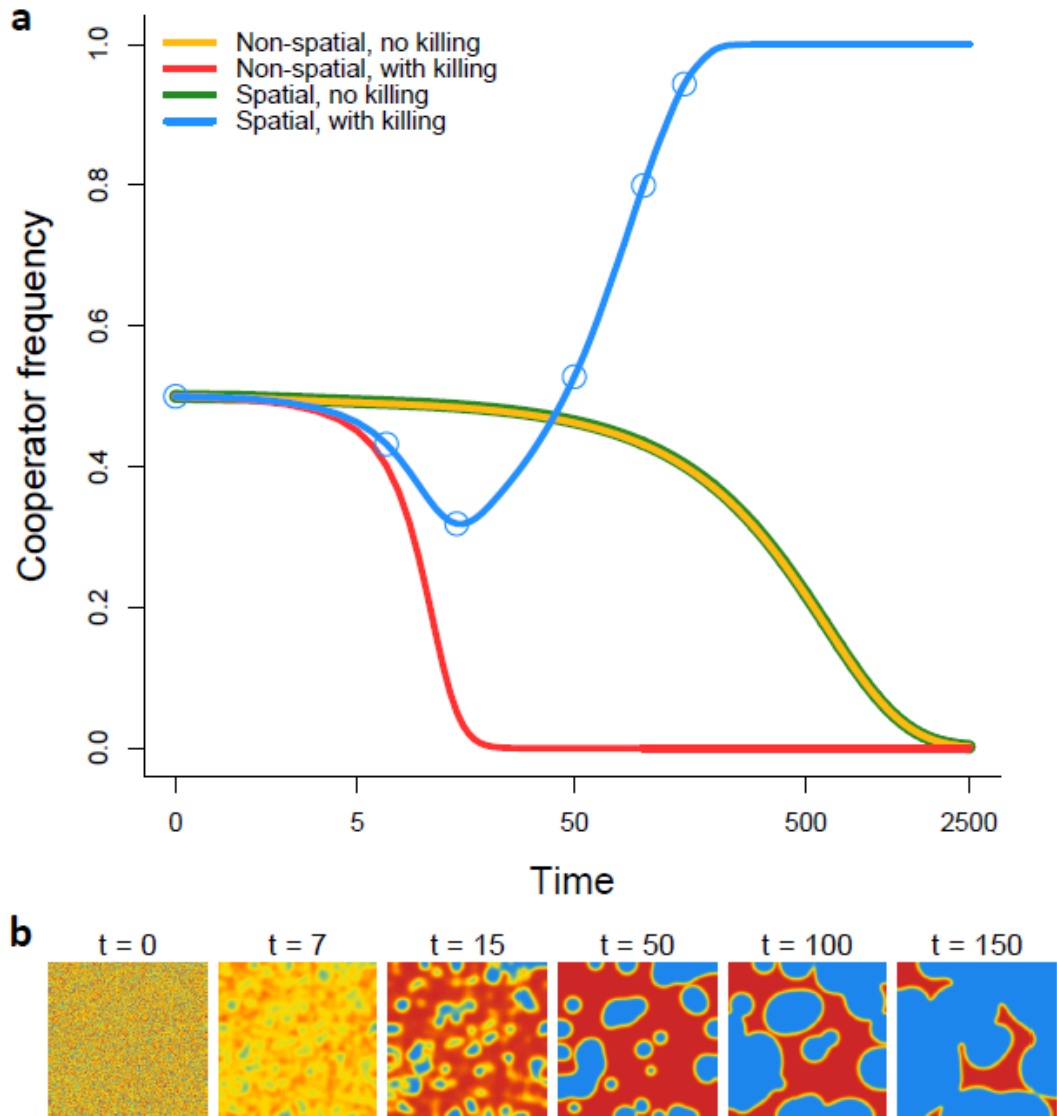 a
Non-spatial, no killing
Non-spatial, with killing
Spatial, no killing
Spatial, with killing
Cooperator frequency
1.0
0.8
0.6
0.4
0.2
0.0
0 5 50 500 2500
Time
b
t = 0 t = 7 t = 15 t = 50 t = 100 t = 150